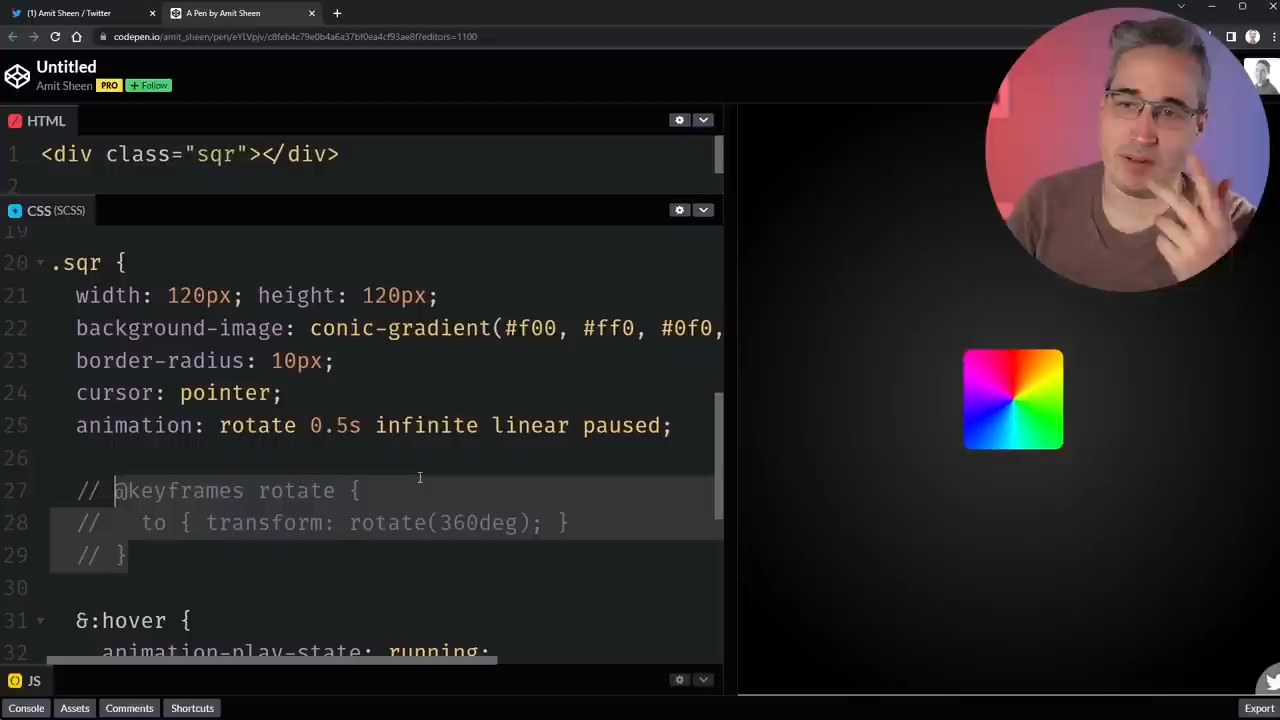 (1) Amit Sheen / Twitter
A Pen by Amit Sheen
codepen.io/amit_sheen/pen/eYLVpjv/c8feb4c79e0b4a6a37bf0ea4cf93ae8f?editors=1100
Untitled
Amit Sheen PRO + Follow
HTML
1 <div class="sqr"></div>
2
CSS (SCSS)
19
20 .sqr {
21 width: 120px; height: 120px;
22 background-image: conic-gradient(#f00, #ff0, #0f0,
23 border-radius: 10px;
24 cursor: pointer;
25 animation: rotate 0.5s infinite linear paused;
26
27 // @keyframes rotate {
28 // to { transform: rotate(360deg); }
29 // }
30
31 &:hover {
32 animation-play-state: running;
JS
Console Assets Comments Shortcuts
Export